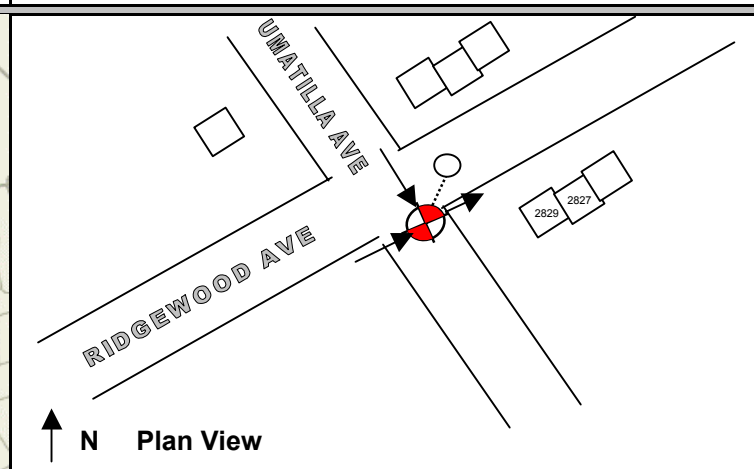 UMATILLA AVE
2827
2829
RIDGEWOOD AVE
N Plan View